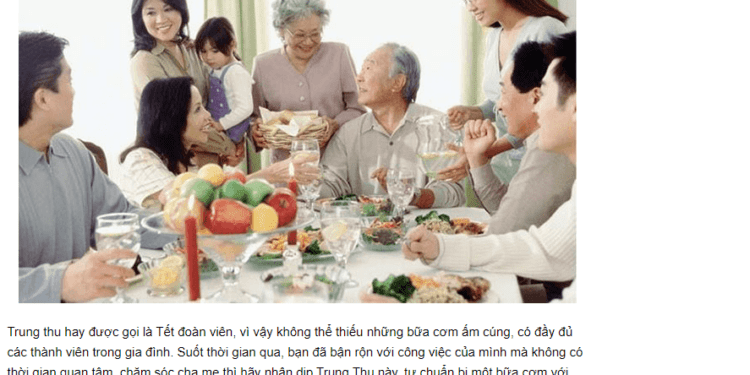 Trung thu hay được gọi là Tết đoàn viên, vì vậy không thể thiếu những bữa cơm ấm cúng, có đầy đủ
các thành viên trong gia đình. Suốt thời gian qua, bạn đã bận rộn với công việc của mình mà không có
thời gian quan tâm, chăm sóc cha mẹ thì hãy nhân dịp Trung Thu này, tự chuẩn bị một bữa cơm với